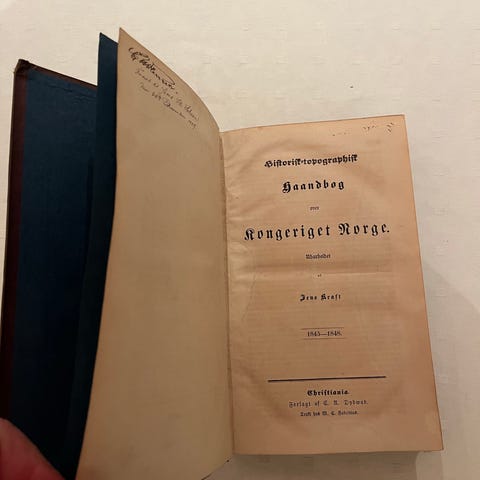 Historisk-topographisk
Haandbog
over
Kongeriget Norge.
Udarbeidet
af
Jens Kraft
1845—1848.
Christiania.
Forlagt af C. A. Dybwad.
Trykt hos W. C. Fabritius.